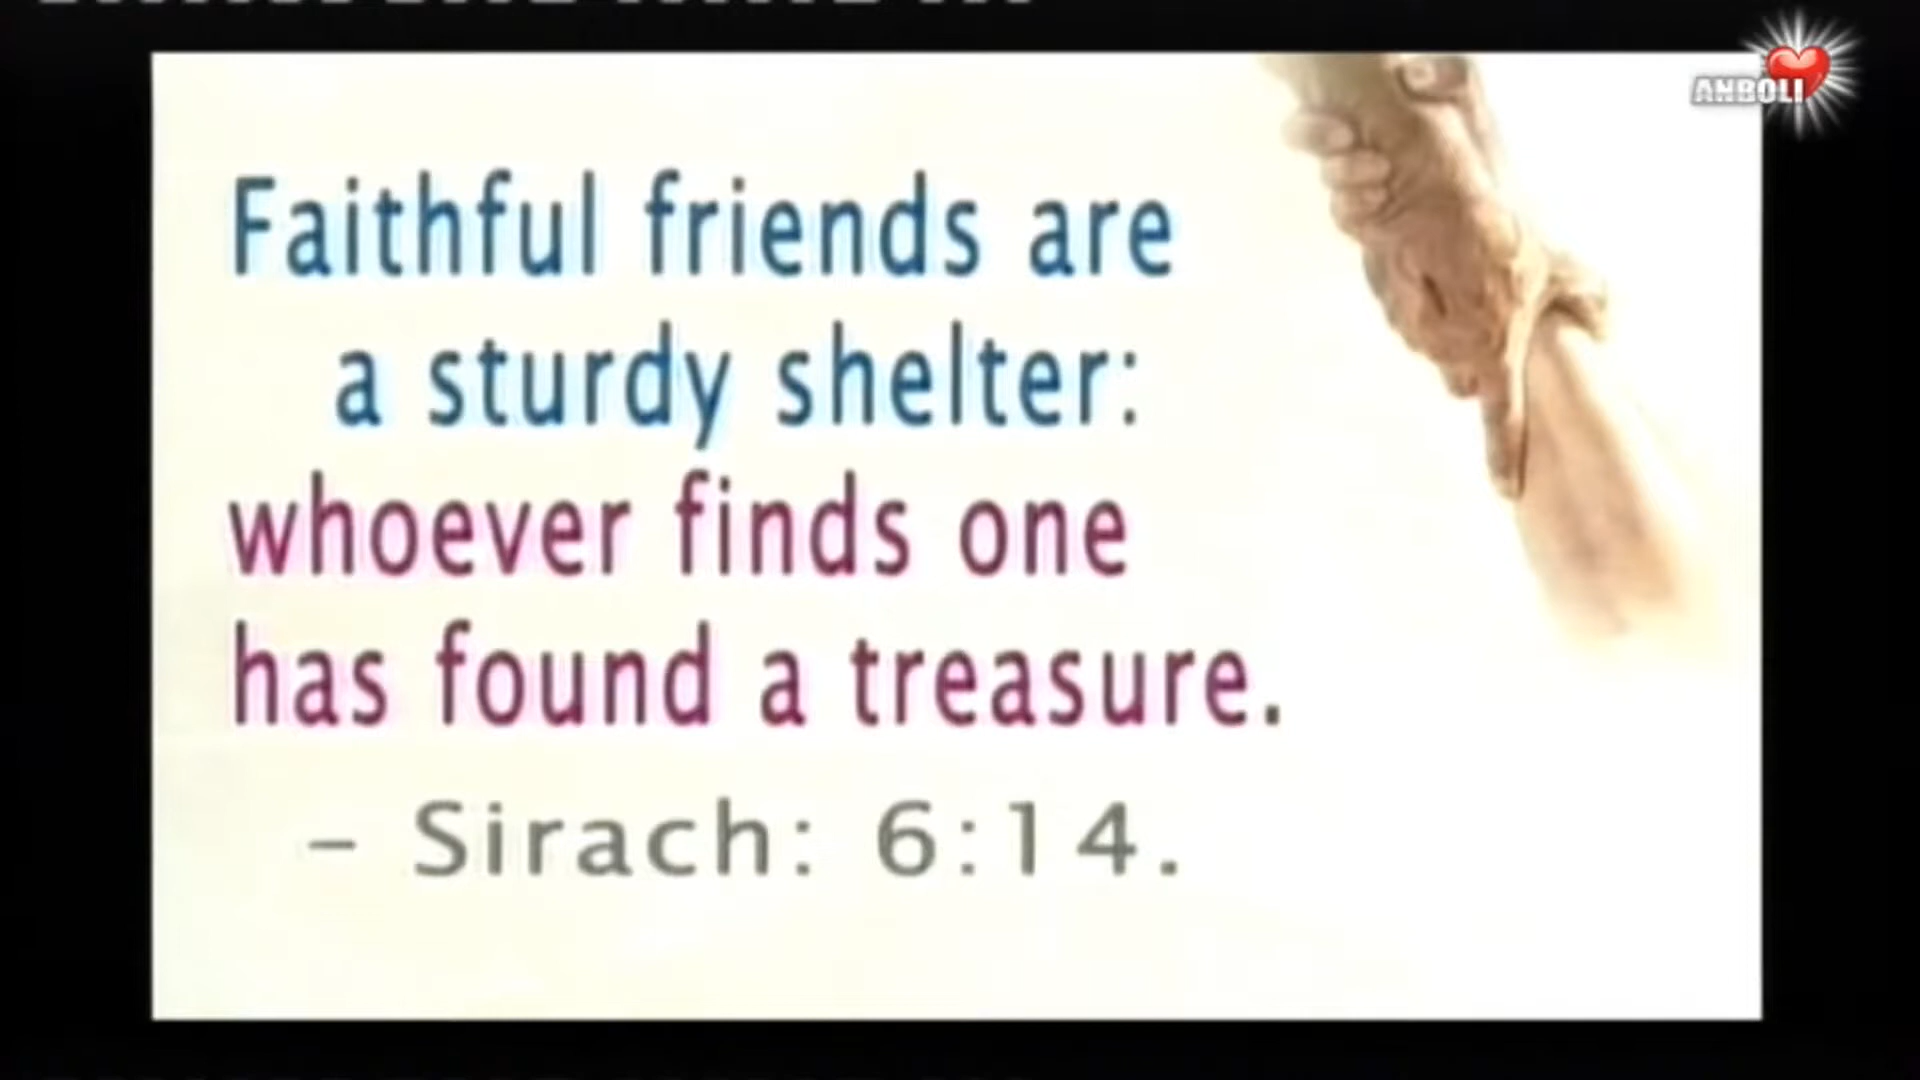 ANBOLI
Faithful friends are
a sturdy shelter:
whoever finds one
has found a treasure.
– Sirach: 6:14.